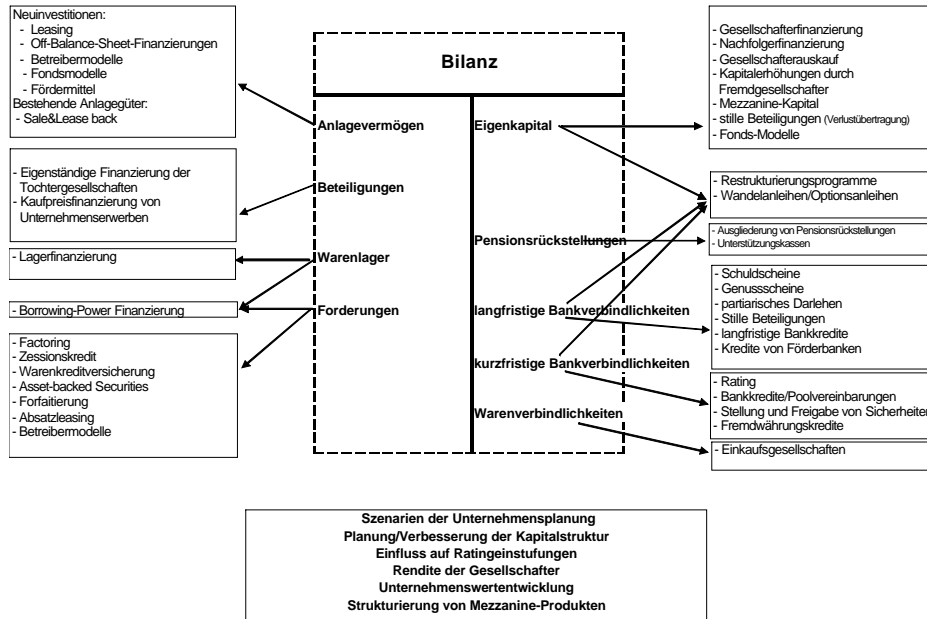 Neuinvestitionen:
- Leasing
- Off-Balance-Sheet-Finanzierungen
- Betreibermodelle
- Fondsmodelle
- Fördermittel
Bestehende Anlagegüter:
- Sale&Lease back
- Eigenständige Finanzierung der
Tochtergesellschaften
- Kaufpreisfinanzierung von
Unternehmenserwerben
- Lagerfinanzierung
- Borrowing-Power Finanzierung
- Factoring
- Zessionskredit
- Warenkreditversicherung
- Asset-backed Securities
- Forfaitierung
- Absatzleasing
- Betreibermodelle
Bilanz
Anlagevermögen
Beteiligungen
Warenlager
Forderungen
Eigenkapital
Pensionsrückstellungen
langfristige Bankverbindlichkeiten
kurzfristige Bankverbindlichkeiten
Warenverbindlichkeiten
- Gesellschafterfinanzierung
- Nachfolgerfinanzierung
- Gesellschafterauskauf
- Kapitalerhöhungen durch
Fremdgesellschafter
- Mezzanine-Kapital
- stille Beteiligungen (Verlustübertragung)
- Fonds-Modelle
- Restrukturierungsprogramme
- Wandelanleihen/Optionsanleihen
- Ausgliederung von Pensionsrückstellungen
- Unterstützungskassen
- Schuldscheine
- Genussscheine
- partiarisches Darlehen
- Stille Beteiligungen
- langfristige Bankkredite
- Kredite von Förderbanken
- Rating
- Bankkredite/Poolvereinbarungen
- Stellung und Freigabe von Sicherheiten
- Fremdwährungskredite
- Einkaufsgesellschaften
Szenarien der Unternehmensplanung
Planung/Verbesserung der Kapitalstruktur
Einfluss auf Ratingeinstufungen
Rendite der Gesellschafter
Unternehmenswertentwicklung
Strukturierung von Mezzanine-Produkten